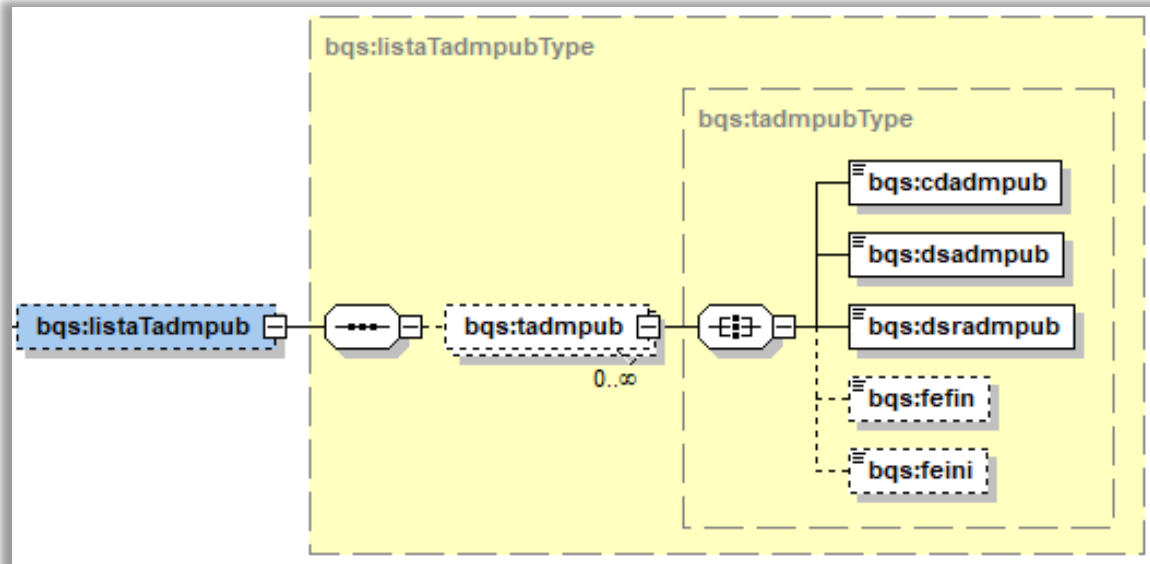 bqs:listaTadmpubType
bqs:tadmpubType
bqs:cdadmpub
bqs:dsadmpub
bqs:listaTadmpub
bqs:tadmpub
bqs:dsradmpub
0..∞
bqs:fefin
bqs:feini